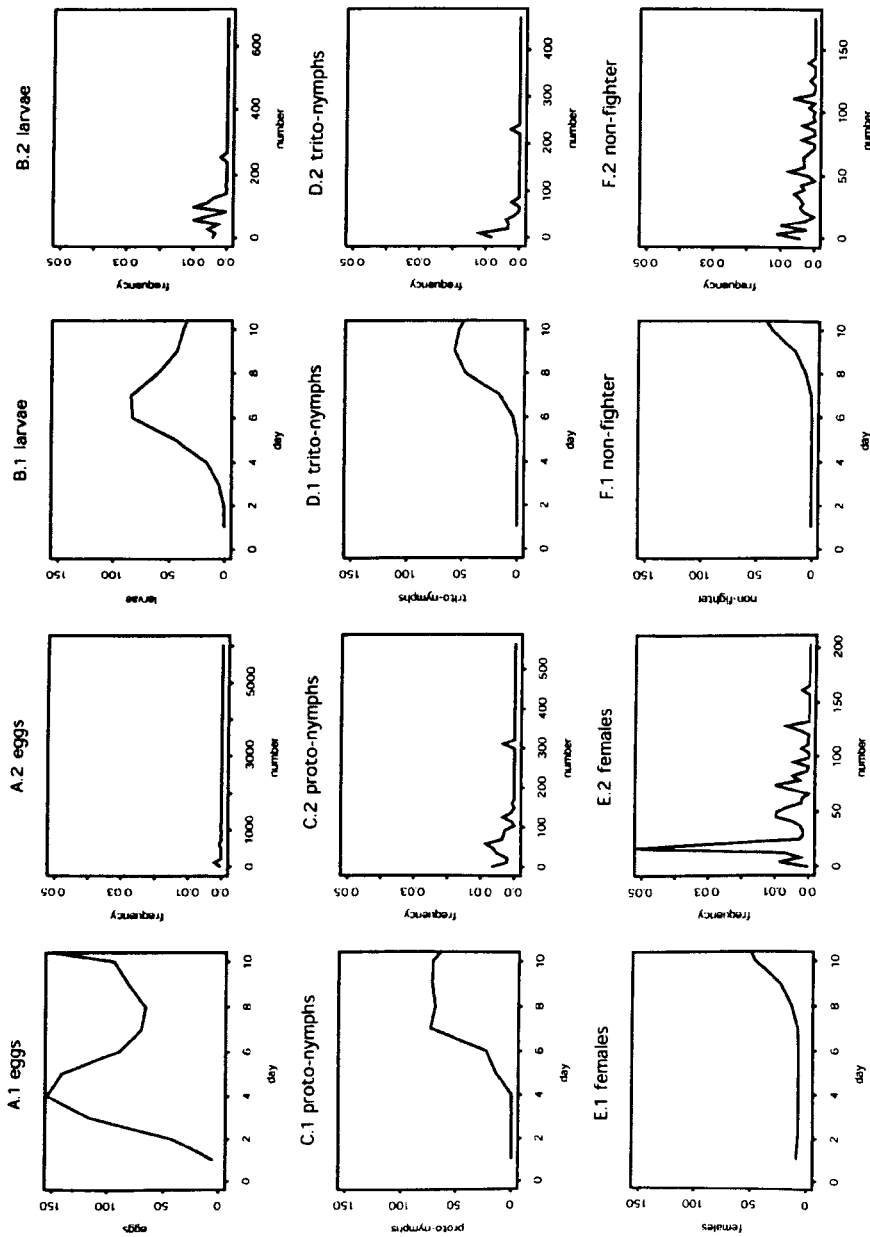 A.1 eggs
eggs
150
100
50
0
0 2 4 6 8 10
day
A.2 eggs
frequency
0.05
0.03
0.01
0.0
0 1000 3000 5000
number
B.1 larvae
larvae
150
100
50
0
0 2 4 6 8 10
day
B.2 larvae
frequency
0.05
0.03
0.01
0.0
0 200 400 600
number
C.1 proto-nymphs
proto-nymphs
150
100
50
0
0 2 4 6 8 10
day
C.2 proto-nymphs
frequency
0.05
0.03
0.01
0.0
0 100 200 300 400 500
number
D.1 trito-nymphs
trito-nymphs
150
100
50
0
0 2 4 6 8 10
day
D.2 trito-nymphs
frequency
0.05
0.03
0.01
0.0
0 100 200 300 400
number
E.1 females
females
150
100
50
0
0 2 4 6 8 10
day
E.2 females
frequency
0.05
0.03
0.01
0.0
0 50 100 150 200
number
F.1 non-fighter
non-fighter
150
100
50
0
0 2 4 6 8 10
day
F.2 non-fighter
frequency
0.05
0.03
0.01
0.0
0 50 100 150
number